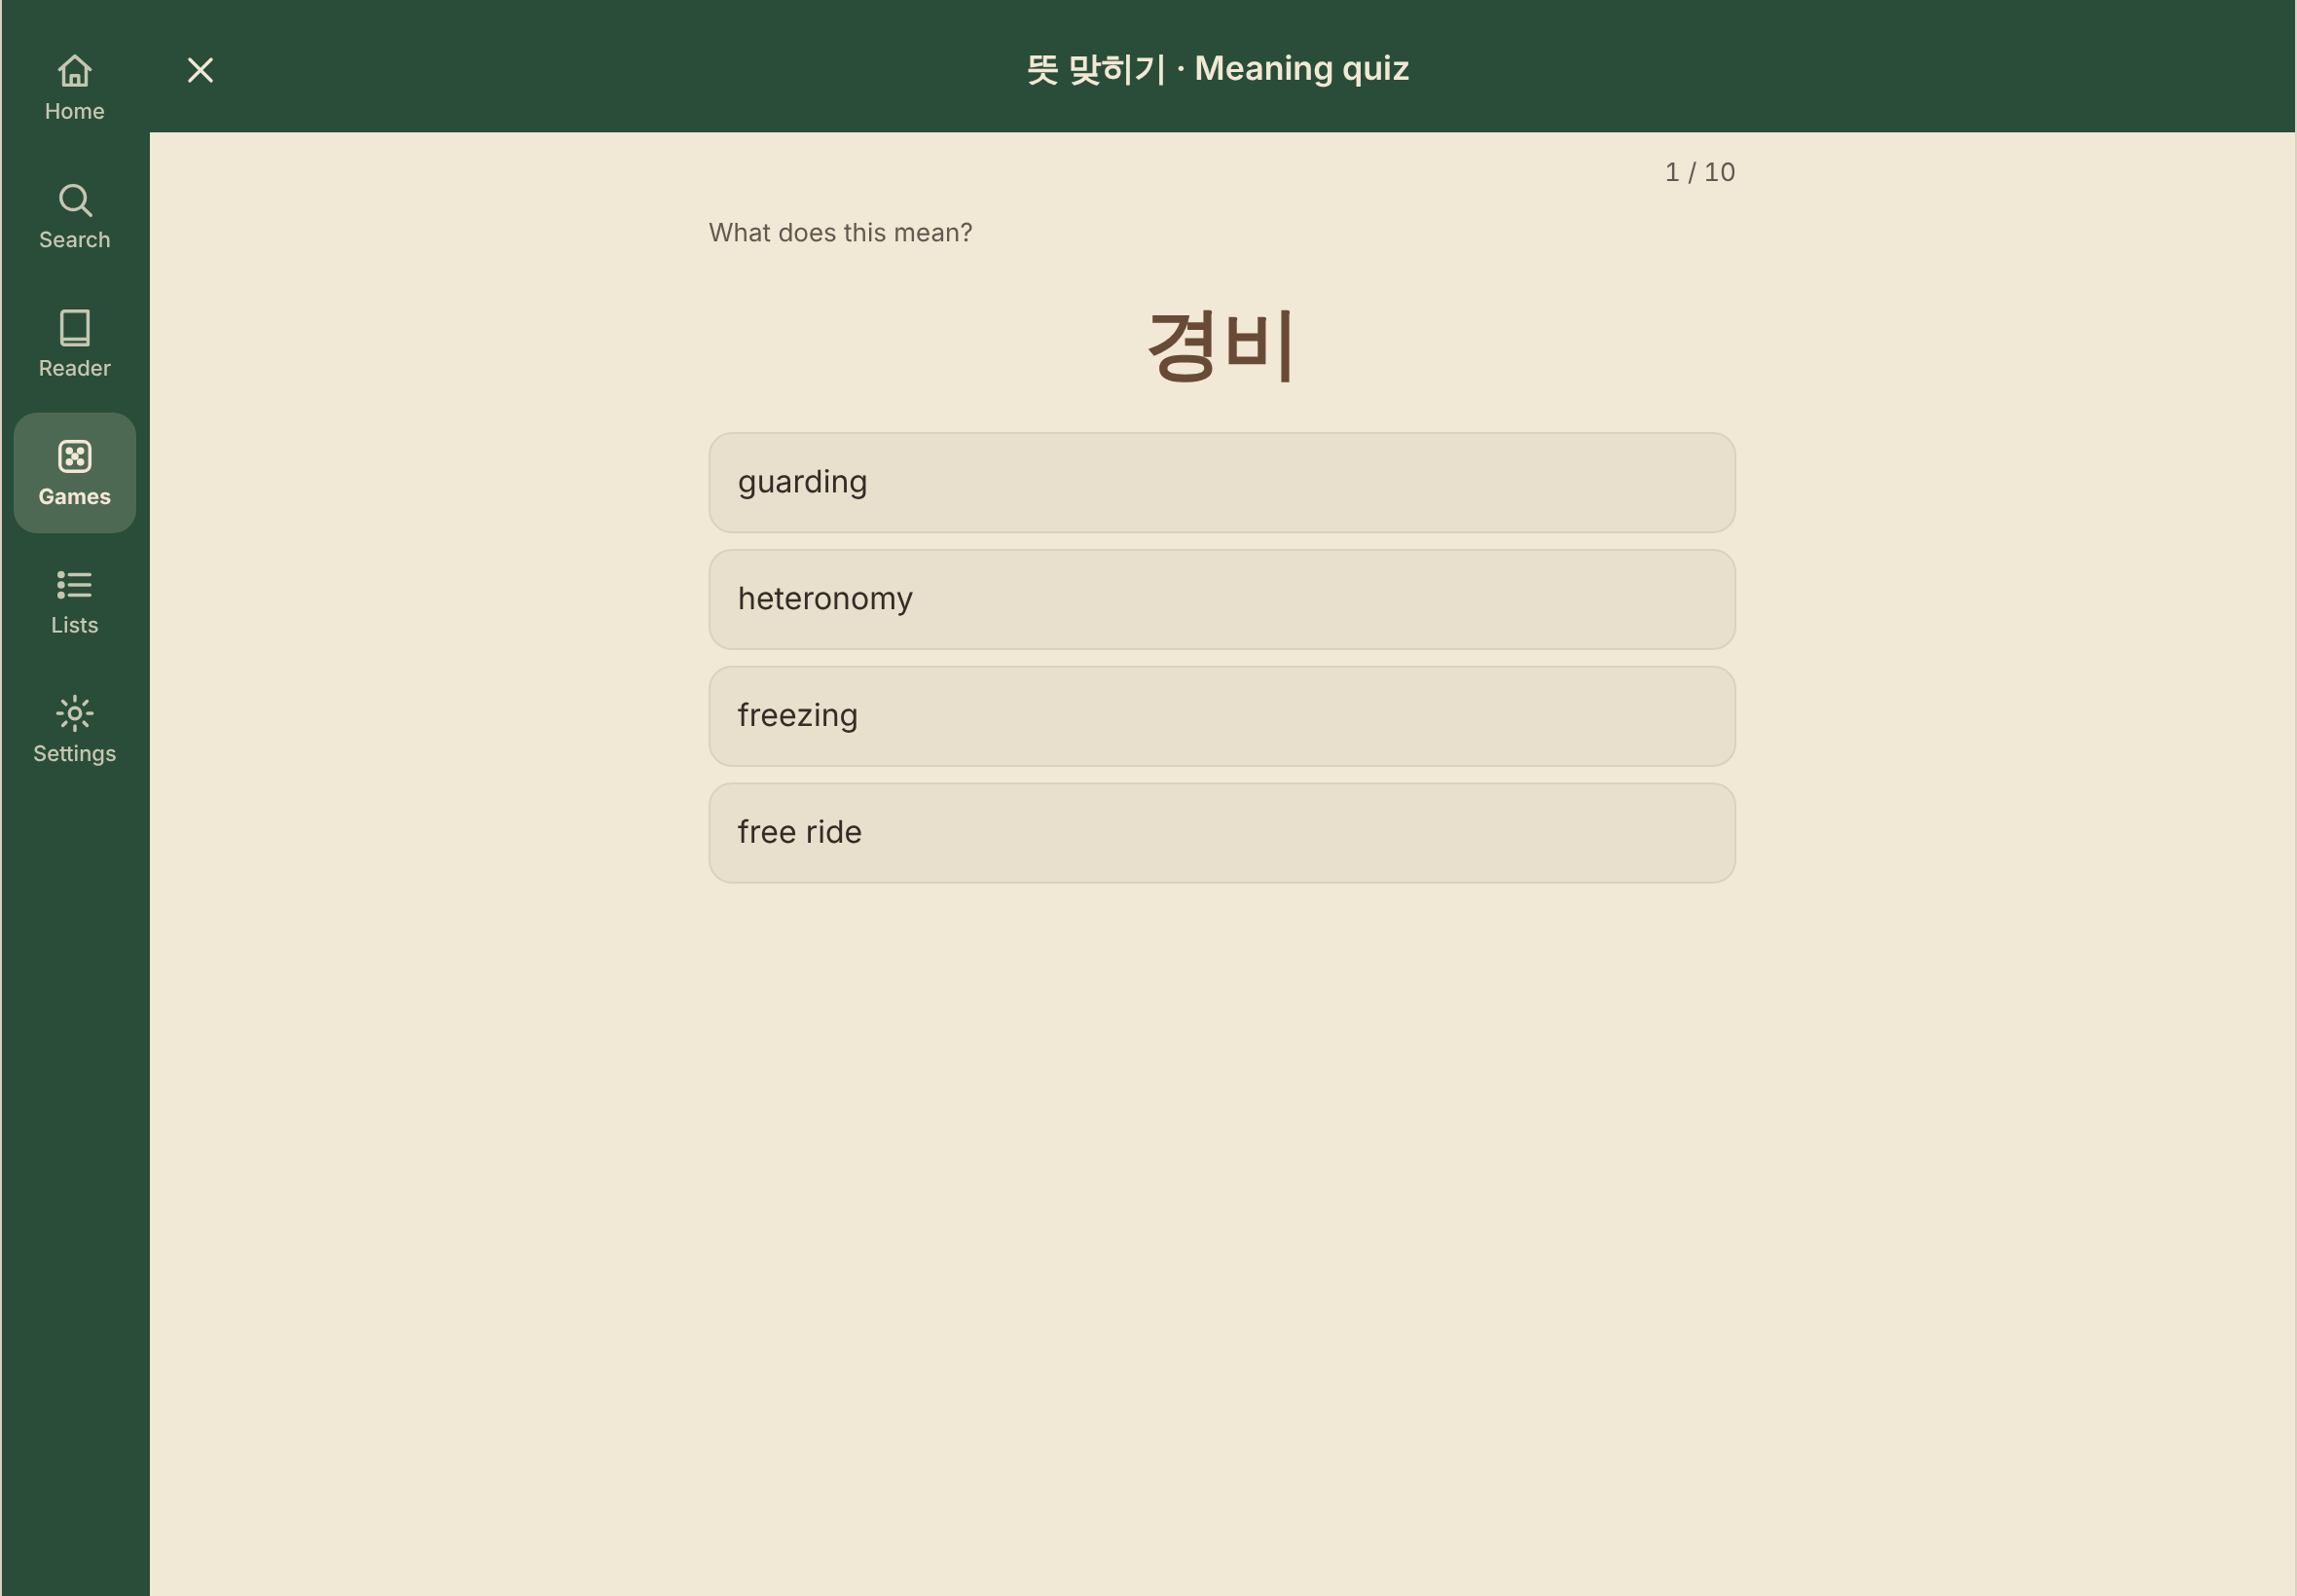 뜻 맞히기 · Meaning quiz
Home
Search
Reader
Games
Lists
Settings
1 / 10
What does this mean?
경비
guarding
heteronomy
freezing
free ride